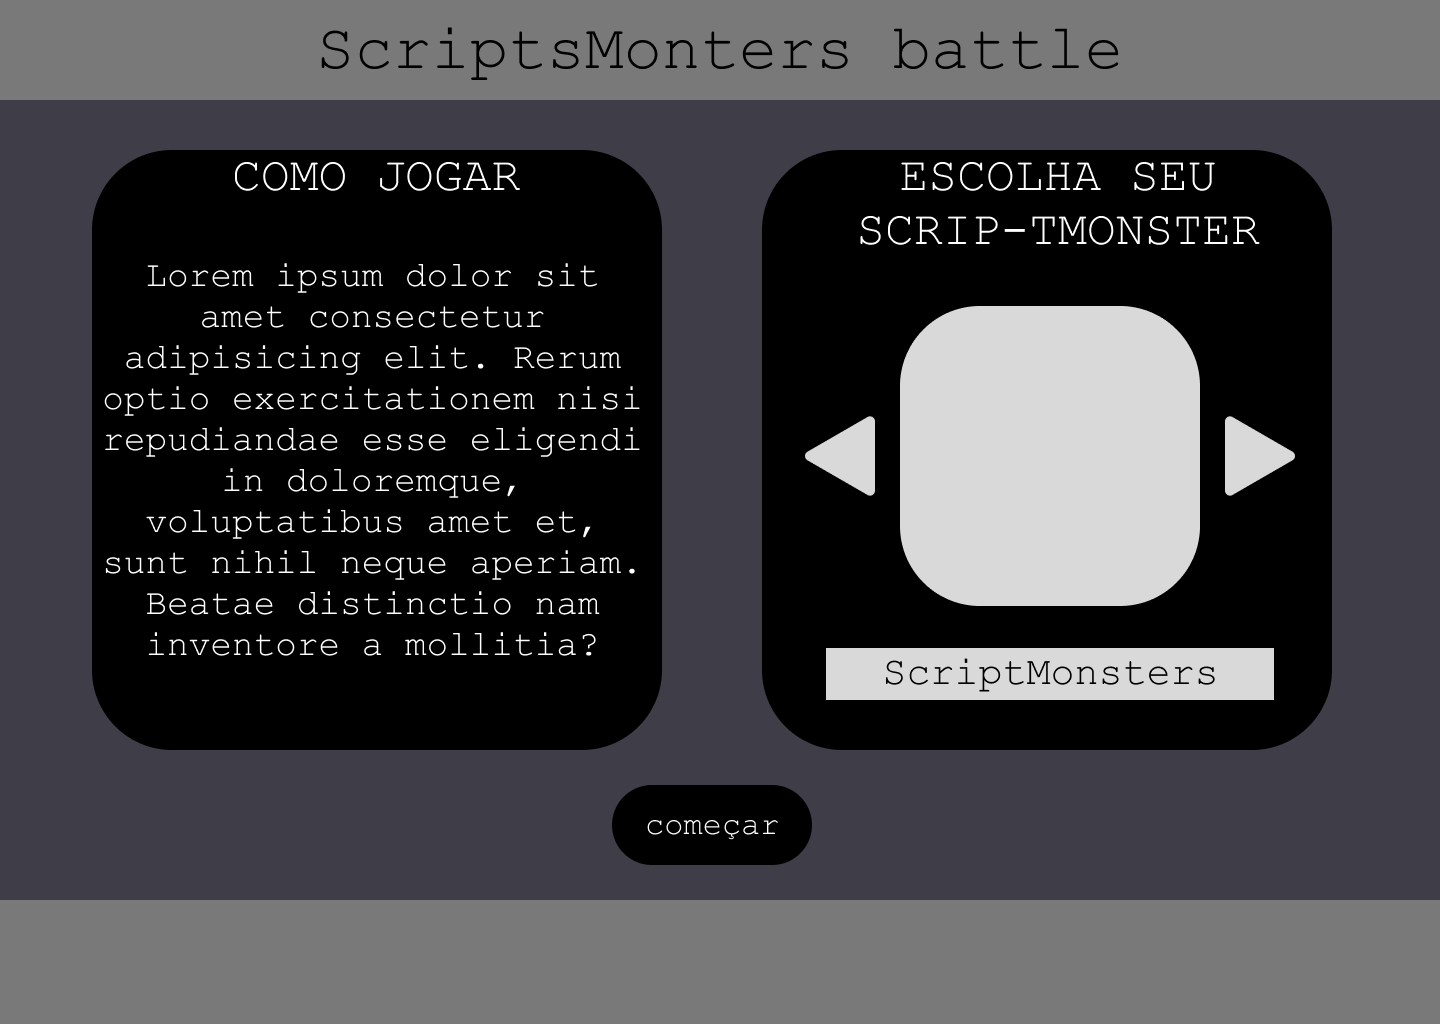 ScriptsMonters battle
COMO JOGAR
Lorem ipsum dolor sit
amet consectetur
adipisicing elit. Rerum
optio exercitationem nisi
repudiandae esse eligendi
in doloremque,
voluptatibus amet et,
sunt nihil neque aperiam.
Beatae distinctio nam
inventore a mollitia?
ESCOLHA SEU
SCRIP-TMONSTER
ScriptMonsters
começar